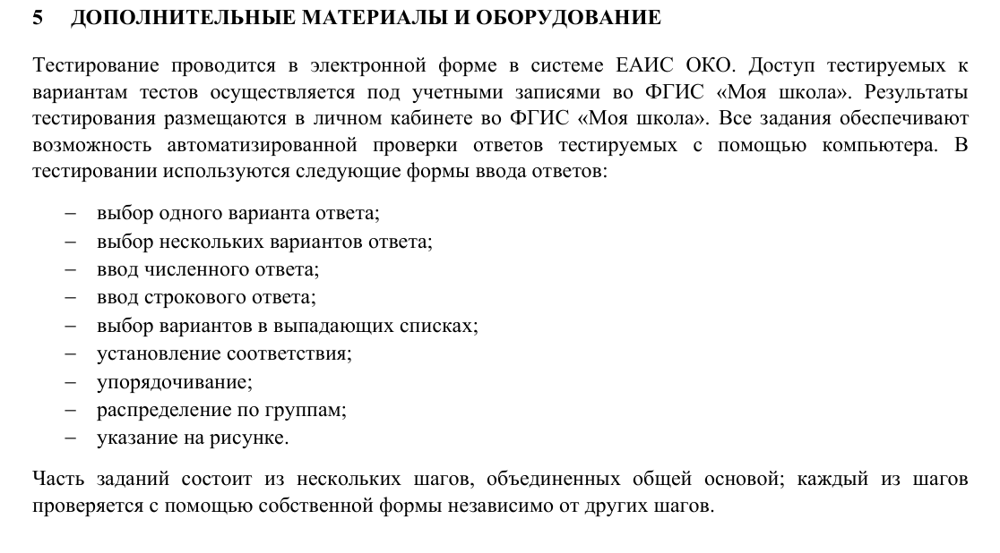 5 ДОПОЛНИТЕЛЬНЫЕ МАТЕРИАЛЫ И ОБОРУДОВАНИЕ
Тестирование проводится в электронной форме в системе ЕАИС ОКО. Доступ тестируемых к
вариантам тестов осуществляется под учетными записями во ФГИС «Моя школа». Результаты
тестирования размещаются в личном кабинете во ФГИС «Моя школа». Все задания обеспечивают
возможность автоматизированной проверки ответов тестируемых с помощью компьютера. В
тестировании используются следующие формы ввода ответов:
– выбор одного варианта ответа;
– выбор нескольких вариантов ответа;
– ввод численного ответа;
– ввод строкового ответа;
– выбор вариантов в выпадающих списках;
– установление соответствия;
– упорядочивание;
– распределение по группам;
– указание на рисунке.
Часть заданий состоит из нескольких шагов, объединенных общей основой; каждый из шагов
проверяется с помощью собственной формы независимо от других шагов.